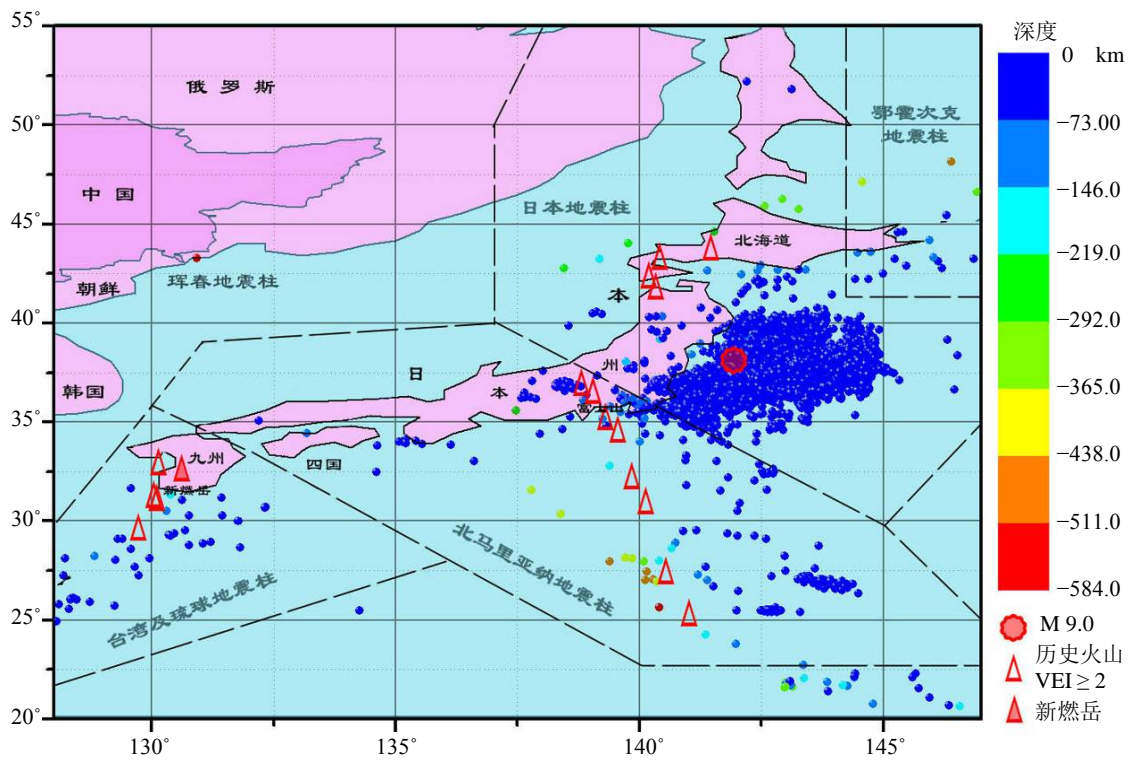 55°
50°
45°
40°
35°
30°
25°
20°
130°
135°
140°
145°
俄罗斯
中国
朝鲜
韩国
珲春地震柱
日本地震柱
鄂霍次克
地震柱
北海道
日
本
本
州
富士山
四国
九州
新燃岳
台湾及琉球地震柱
北马里亚纳地震柱
深度
0 km
−73.00
−146.0
−219.0
−292.0
−365.0
−438.0
−511.0
−584.0
M 9.0
历史火山
VEI ≥ 2
新燃岳